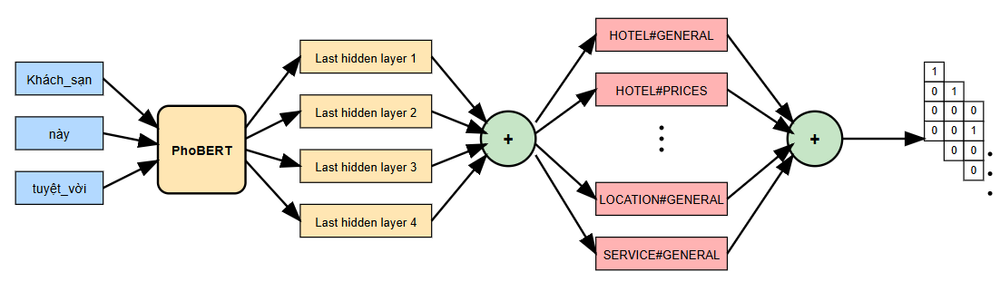 Khách_sạn
này
tuyệt_vời
PhoBERT
Last hidden layer 1
Last hidden layer 2
Last hidden layer 3
Last hidden layer 4
+
HOTEL#GENERAL
HOTEL#PRICES
LOCATION#GENERAL
SERVICE#GENERAL
+
1
0 1
0 0 0
0 0 1
0 0
0